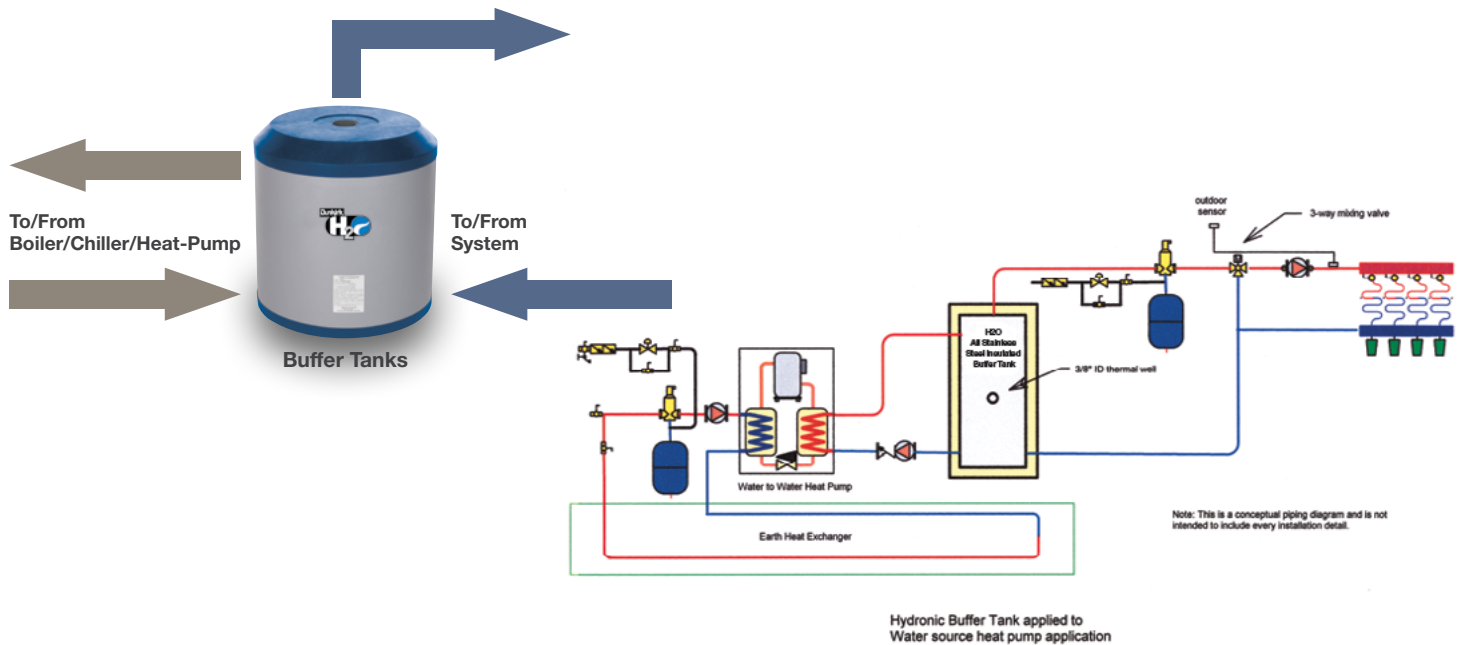 To/From
Boiler/Chiller/Heat-Pump
Dunkirk
H2O
To/From
System
Buffer Tanks
outdoor
sensor
3-way mixing valve
H2O
All Stainless
Steel Insulated
Buffer Tank
3/8" ID thermal well
Water to Water Heat Pump
Earth Heat Exchanger
Note: This is a conceptual piping diagram and is not
intended to include every installation detail.
Hydronic Buffer Tank applied to
Water source heat pump application